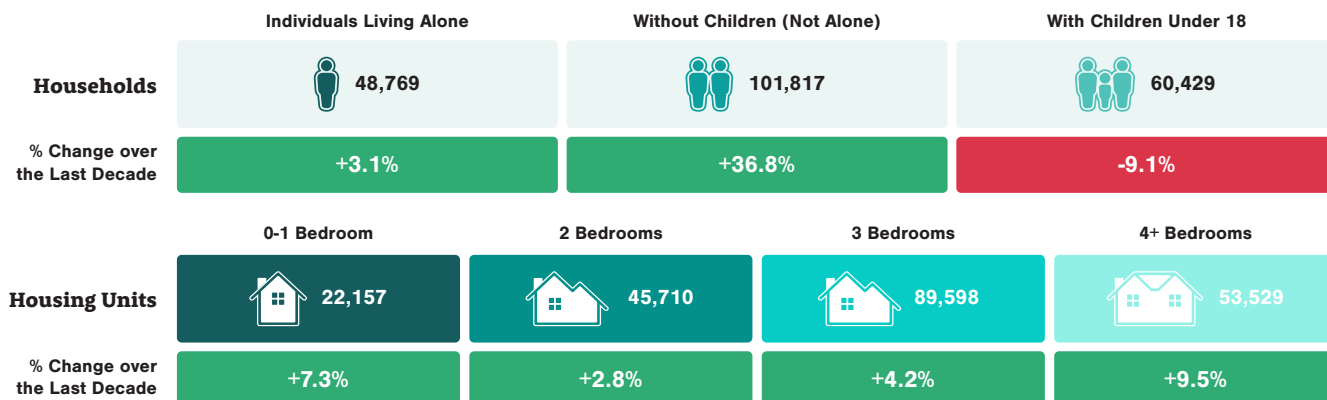 Individuals Living Alone
Without Children (Not Alone)
With Children Under 18
Households
48,769
101,817
60,429
% Change over
the Last Decade
+3.1%
+36.8%
-9.1%
0-1 Bedroom
2 Bedrooms
3 Bedrooms
4+ Bedrooms
Housing Units
22,157
45,710
89,598
53,529
% Change over
the Last Decade
+7.3%
+2.8%
+4.2%
+9.5%